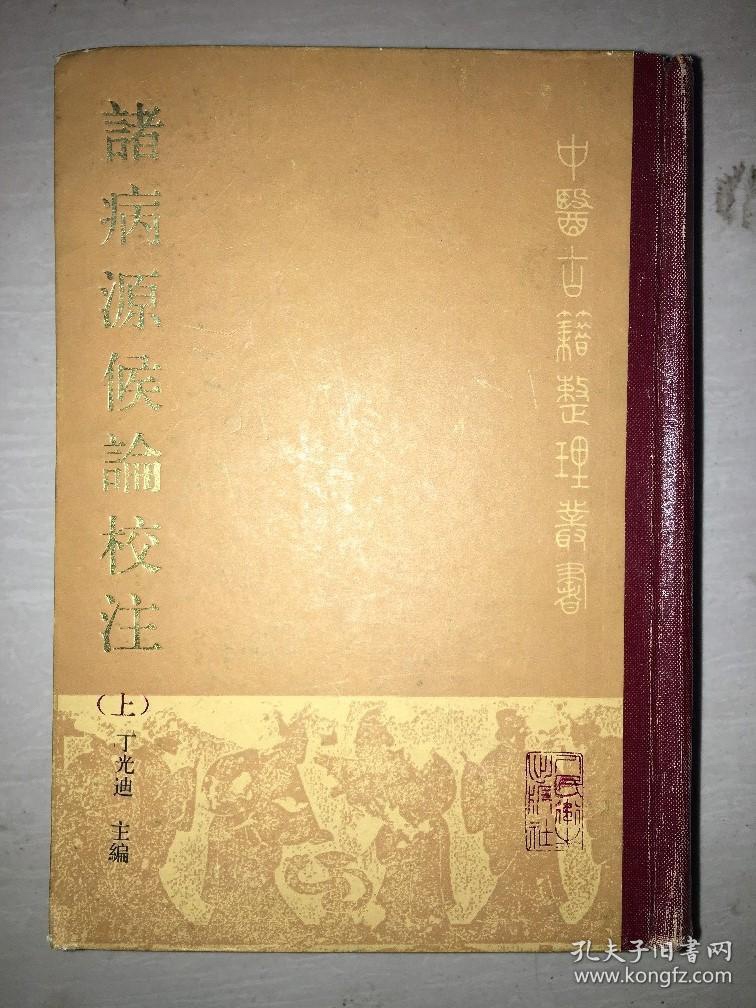 中醫古籍整理叢書
諸病源候論校注
(上)
丁光迪 主編
人民衛生
出版社
孔夫子旧书网
www.kongfz.com